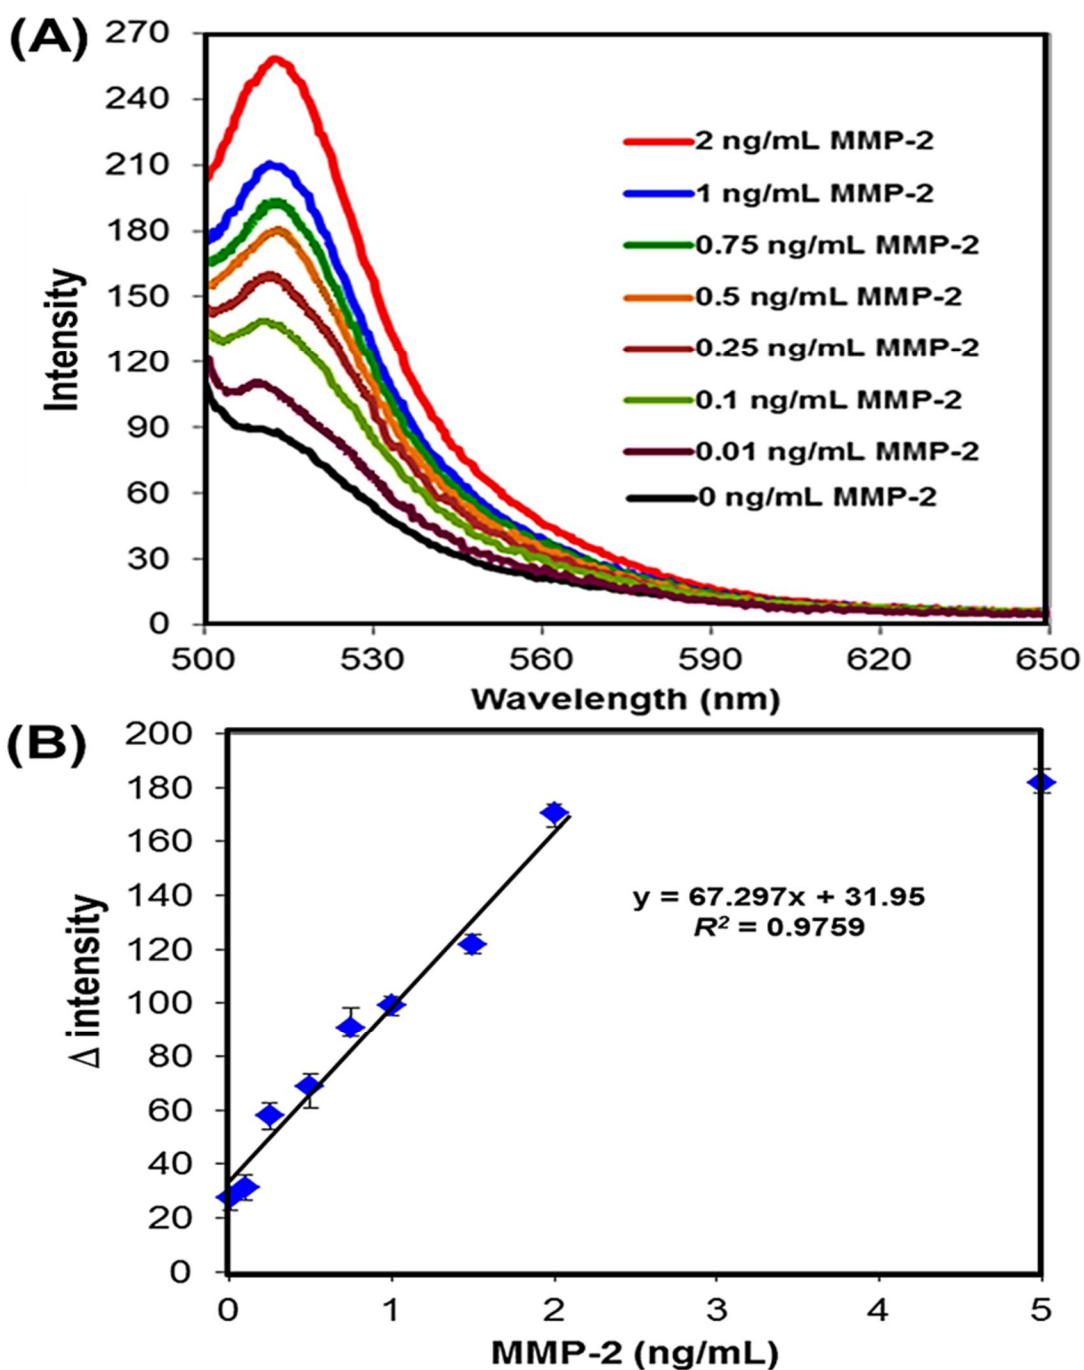 (A)
270
240
210
180
150
120
90
60
30
0
Intensity
2 ng/mL MMP-2
1 ng/mL MMP-2
0.75 ng/mL MMP-2
0.5 ng/mL MMP-2
0.25 ng/mL MMP-2
0.1 ng/mL MMP-2
0.01 ng/mL MMP-2
0 ng/mL MMP-2
500 530 560 590 620 650
Wavelength (nm)
(B)
200
180
160
140
120
100
80
60
40
20
0
Δ intensity
y = 67.297x + 31.95
R² = 0.9759
0 1 2 3 4 5
MMP-2 (ng/mL)